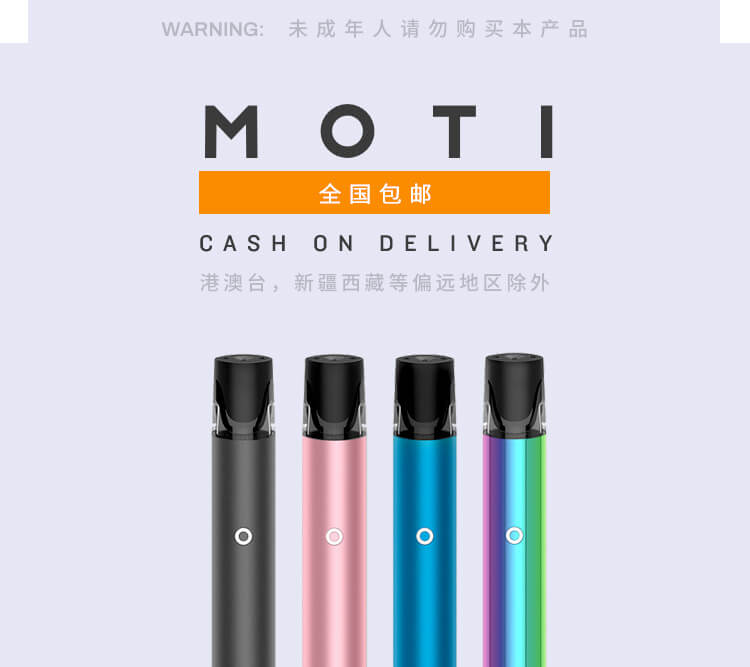 WARNING: 未成年人请勿购买本产品
MOTI
全国包邮
CASH ON DELIVERY
港澳台，新疆西藏等偏远地区除外